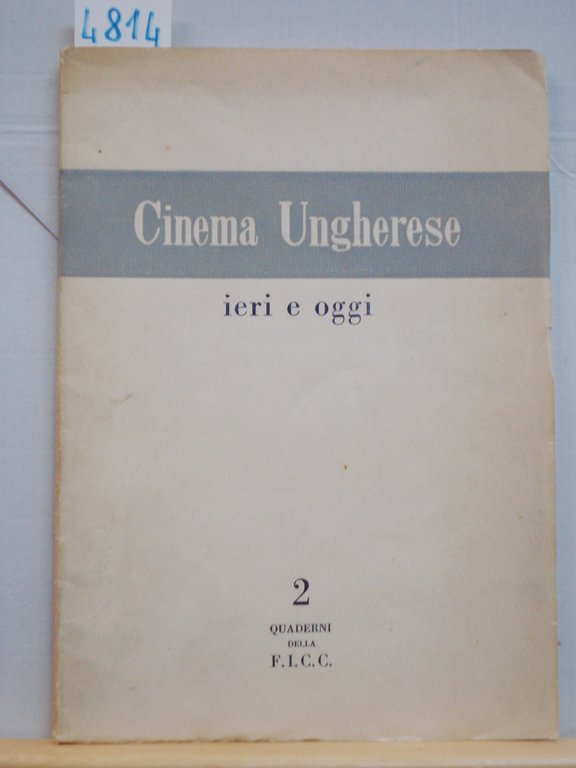 4814
Cinema Ungherese
ieri e oggi
2
QUADERNI
DELLA
F.I.C.C.